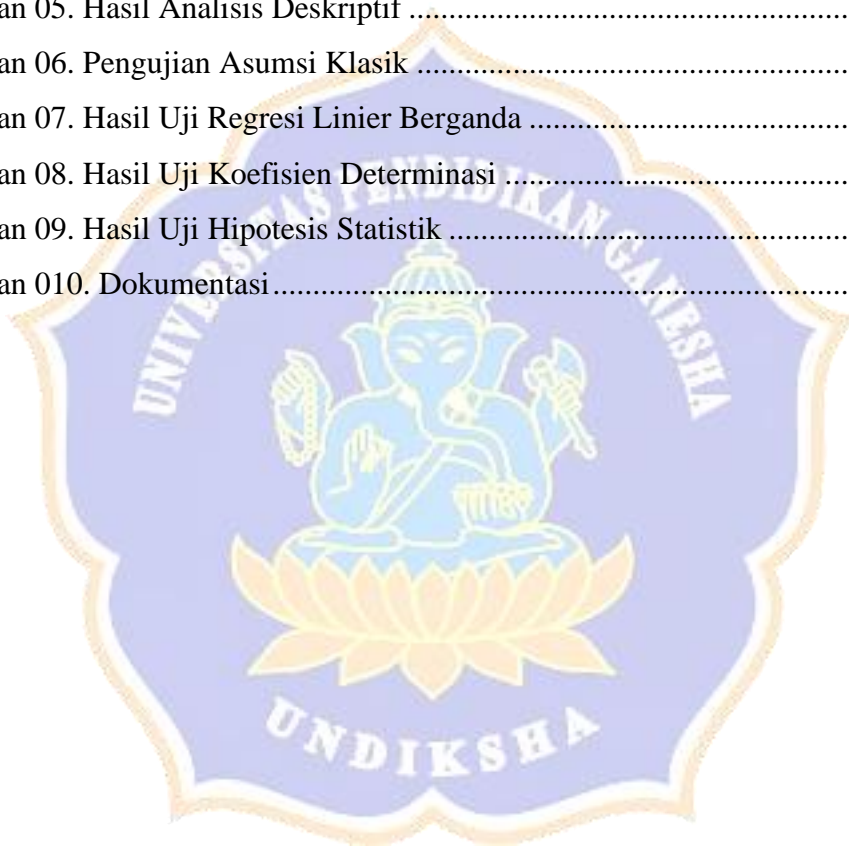 an 05. Hasil Analisis Deskriptif ........................................................
an 06. Pengujian Asumsi Klasik .......................................................
an 07. Hasil Uji Regresi Linier Berganda .........................................
an 08. Hasil Uji Koefisien Determinasi ............................................
an 09. Hasil Uji Hipotesis Statistik ...................................................
an 010. Dokumentasi.........................................................................
UNIVERSITAS PENDIDIKAN GANESHA
UNDIKSHA